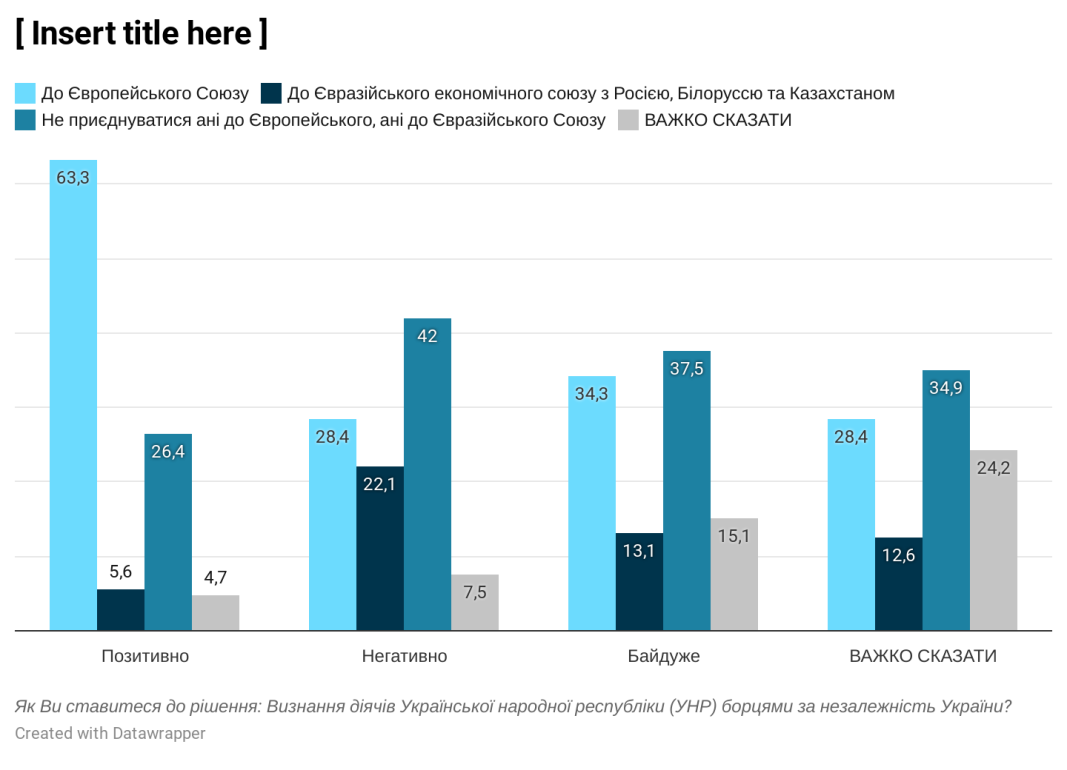 [ Insert title here ]
До Європейського Союзу До Євразійського економічного союзу з Росією, Білоруссю та Казахстаном
Не приєднуватися ані до Європейського, ані до Євразійського Союзу ВАЖКО СКАЗАТИ
63,3
5,6
26,4
4,7
28,4
22,1
42
7,5
34,3
13,1
37,5
15,1
28,4
12,6
34,9
24,2
Позитивно Негативно Байдуже ВАЖКО СКАЗАТИ
Як Ви ставитеся до рішення: Визнання діячів Української народної республіки (УНР) борцями за незалежність України?
Created with Datawrapper